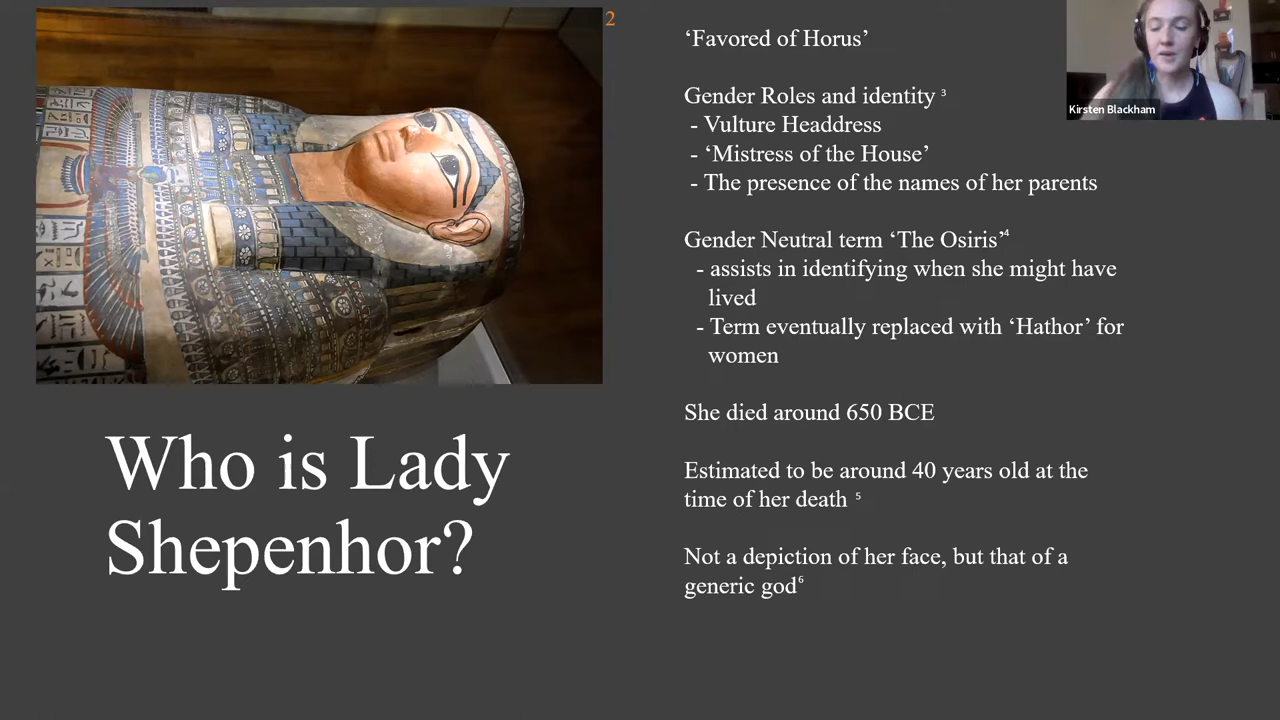 2
‘Favored of Horus’
Gender Roles and identity ³
- Vulture Headdress
- ‘Mistress of the House’
- The presence of the names of her parents
Gender Neutral term ‘The Osiris’⁴
- assists in identifying when she might have
lived
- Term eventually replaced with ‘Hathor’ for
women
She died around 650 BCE
Estimated to be around 40 years old at the
time of her death ⁵
Not a depiction of her face, but that of a
generic god⁶
Who is Lady
Shepenhor?
Kirsten Blackham